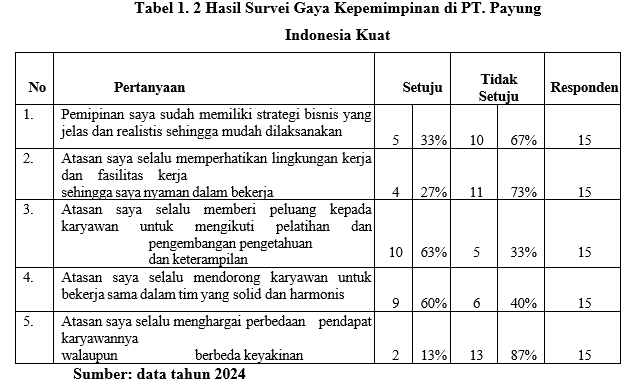 Tabel 1. 2 Hasil Survei Gaya Kepemimpinan di PT. Payung
Indonesia Kuat
No Pertanyaan Setuju Tidak Setuju Responden
1. Pemipinan saya sudah memiliki strategi bisnis yang
jelas dan realistis sehingga mudah dilaksanakan 5 33% 10 67% 15
2. Atasan saya selalu memperhatikan lingkungan kerja
dan fasilitas kerja
sehingga saya nyaman dalam bekerja 4 27% 11 73% 15
3. Atasan saya selalu memberi peluang kepada
karyawan untuk mengikuti pelatihan dan
pengembangan pengetahuan
dan keterampilan 10 63% 5 33% 15
4. Atasan saya selalu mendorong karyawan untuk
bekerja sama dalam tim yang solid dan harmonis 9 60% 6 40% 15
5. Atasan saya selalu menghargai perbedaan pendapat
karyawannya
walaupun berbeda keyakinan 2 13% 13 87% 15
Sumber: data tahun 2024